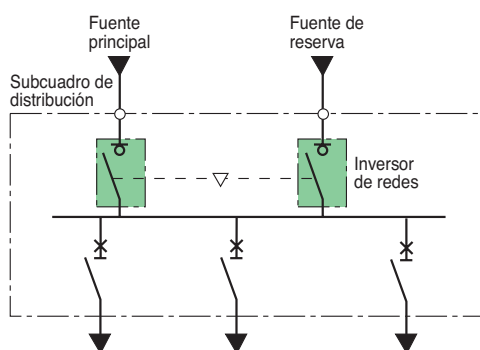 Fuente
principal
Fuente de
reserva
Subcuadro de
distribución
Inversor
de redes